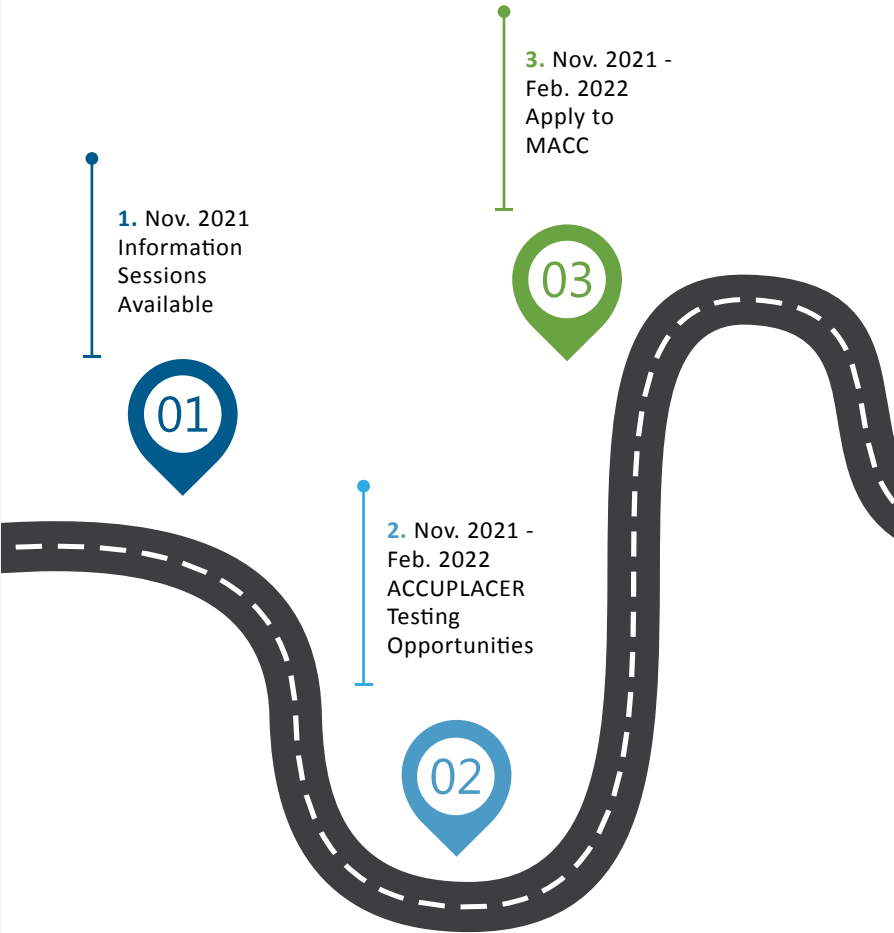 1. Nov. 2021
Information
Sessions
Available
01
2. Nov. 2021 -
Feb. 2022
ACCUPLACER
Testing
Opportunities
02
3. Nov. 2021 -
Feb. 2022
Apply to
MACC
03